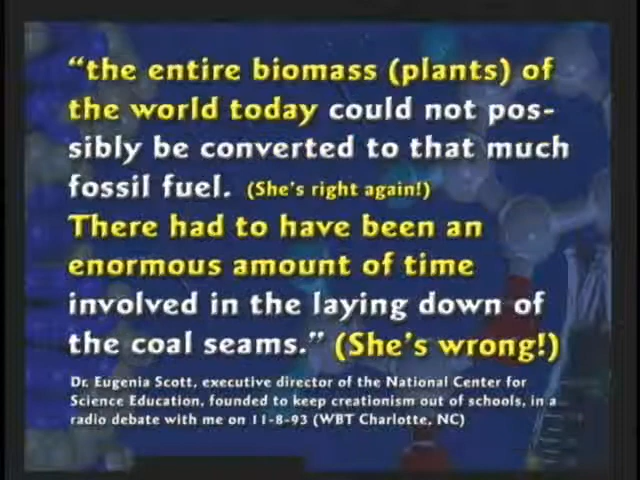 “the entire biomass (plants) of
the world today could not pos-
sibly be converted to that much
fossil fuel. (She's right again!)
There had to have been an
enormous amount of time
involved in the laying down of
the coal seams.” (She's wrong!)
Dr. Eugenia Scott, executive director of the National Center for
Science Education, founded to keep creationism out of schools, in a
radio debate with me on 11-8-93 (WBT Charlotte, NC)